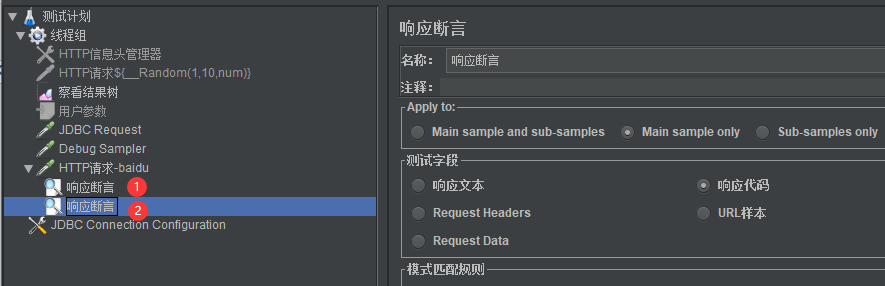 测试计划
线程组
HTTP信息头管理器
HTTP请求${__Random(1,10,num)}
察看结果树
用户参数
JDBC Request
Debug Sampler
HTTP请求-baidu
响应断言 1
响应断言 2
JDBC Connection Configuration
响应断言
名称： 响应断言
注释：
Apply to:
Main sample and sub-samples Main sample only Sub-samples only
测试字段
响应文本 响应代码
Request Headers URL样本
Request Data
模式匹配规则